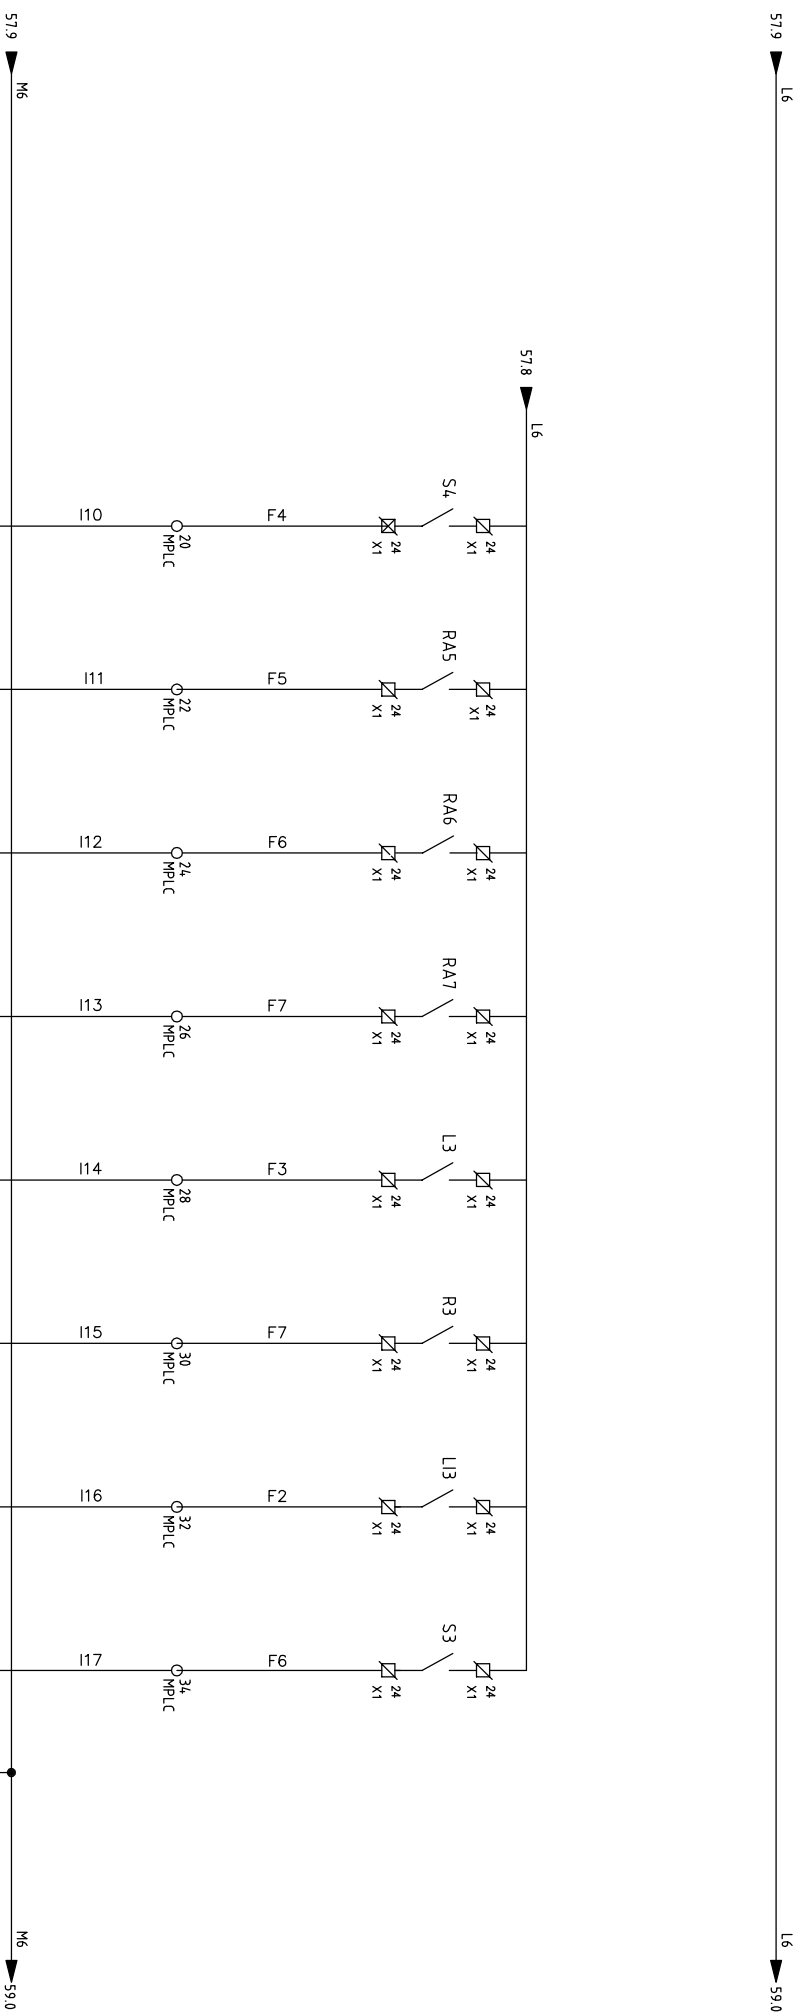 57.9
L6
L6
59.0
57.8
L6
S4
24
X1
24
X1
F4
20
MPLC
I10
RA5
24
X1
24
X1
F5
22
MPLC
I11
RA6
24
X1
24
X1
F6
24
MPLC
I12
RA7
24
X1
24
X1
F7
26
MPLC
I13
L3
24
X1
24
X1
F3
28
MPLC
I14
R3
24
X1
24
X1
F7
30
MPLC
I15
LI3
24
X1
24
X1
F2
32
MPLC
I16
S3
24
X1
24
X1
F6
34
MPLC
I17
57.9
M6
M6
59.0